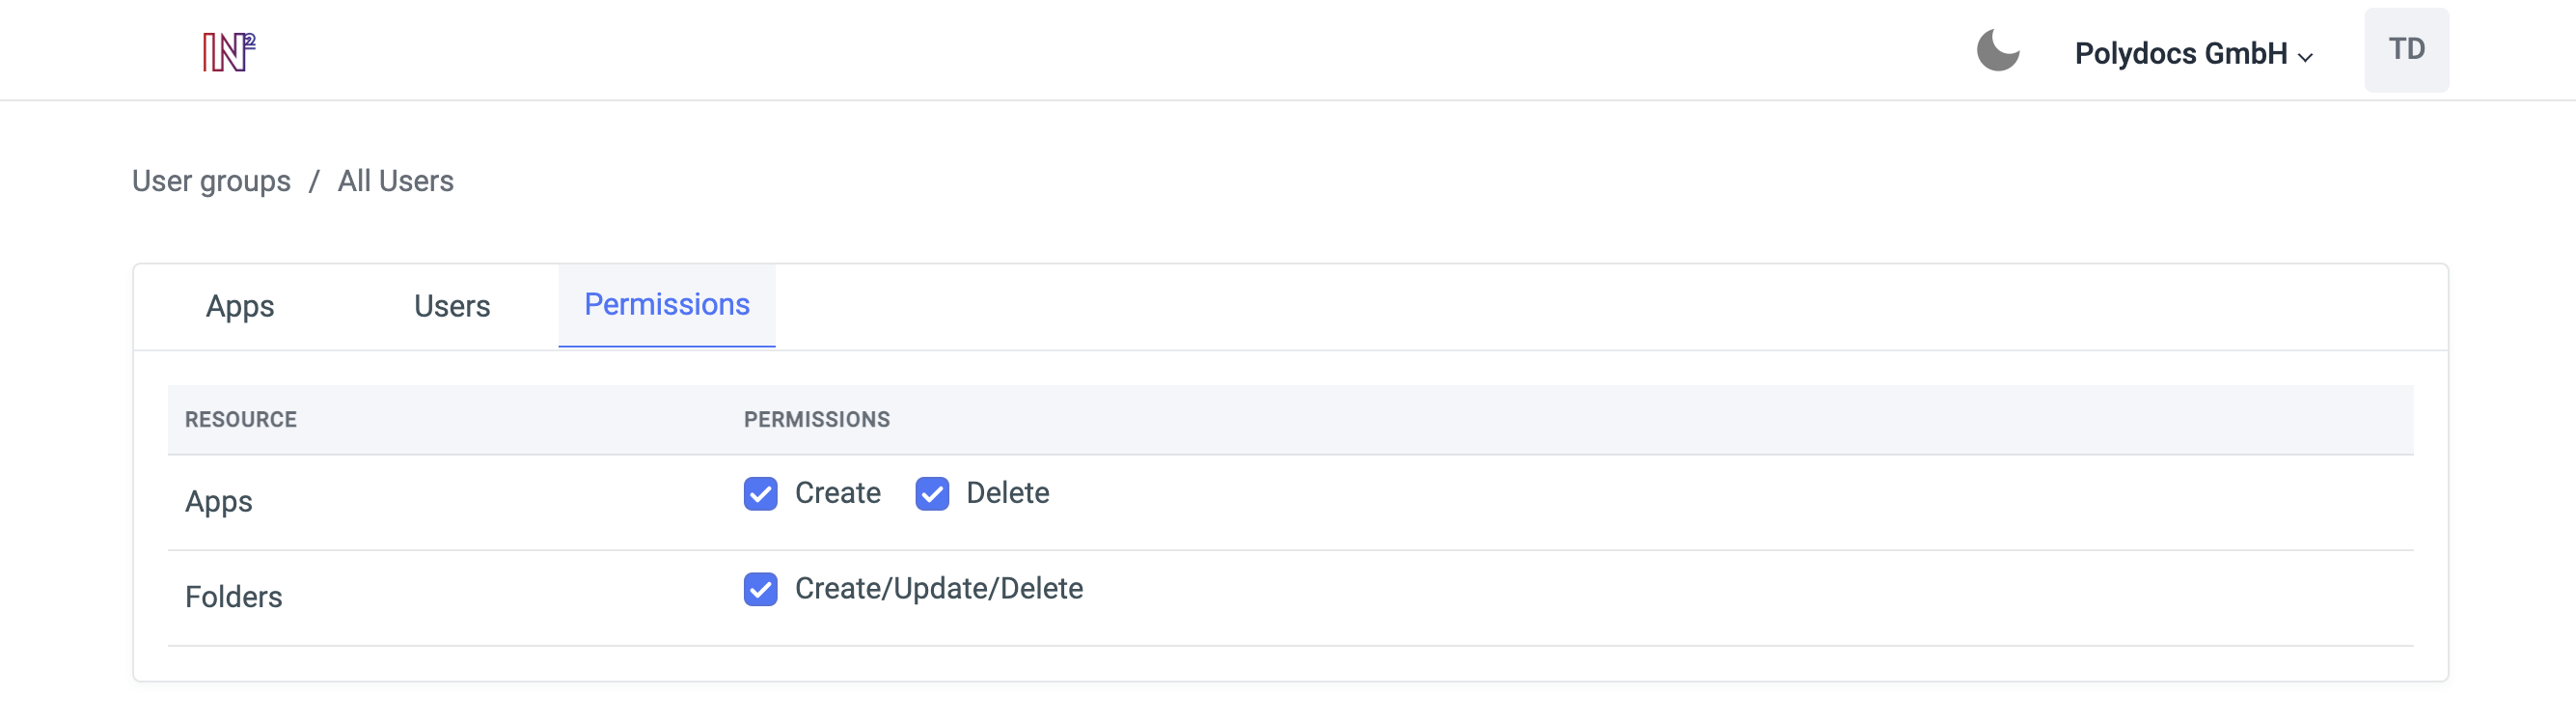 IN²
Polydocs GmbH
TD
User groups / All Users
Apps Users Permissions
RESOURCE PERMISSIONS
Apps Create Delete
Folders Create/Update/Delete